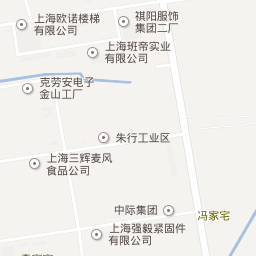 上海欧诺楼梯
有限公司
祺阳服饰
集团二厂
上海班帝实业
有限公司
克劳安电子
金山工厂
朱行工业区
上海三辉麦风
食品公司
中际集团
冯家宅
上海强毅紧固件
有限公司